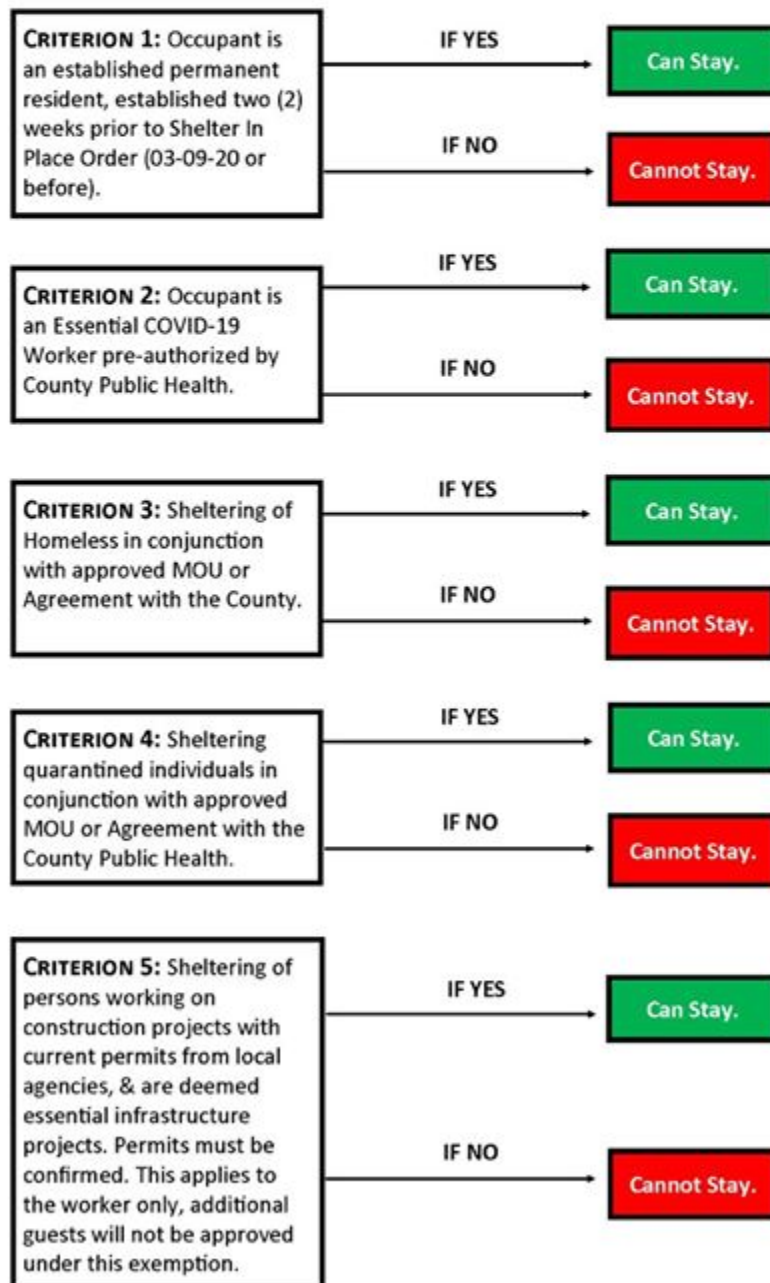 CRITERION 1: Occupant is
an established permanent
resident, established two (2)
weeks prior to Shelter In
Place Order (03-09-20 or
before).
IF YES
Can Stay.
IF NO
Cannot Stay.
CRITERION 2: Occupant is
an Essential COVID-19
Worker pre-authorized by
County Public Health.
IF YES
Can Stay.
IF NO
Cannot Stay.
CRITERION 3: Sheltering of
Homeless in conjunction
with approved MOU or
Agreement with the County.
IF YES
Can Stay.
IF NO
Cannot Stay.
CRITERION 4: Sheltering
quarantined individuals in
conjunction with approved
MOU or Agreement with the
County Public Health.
IF YES
Can Stay.
IF NO
Cannot Stay.
CRITERION 5: Sheltering of
persons working on
construction projects with
current permits from local
agencies, & are deemed
essential infrastructure
projects. Permits must be
confirmed. This applies to
the worker only, additional
guests will not be approved
under this exemption.
IF YES
Can Stay.
IF NO
Cannot Stay.